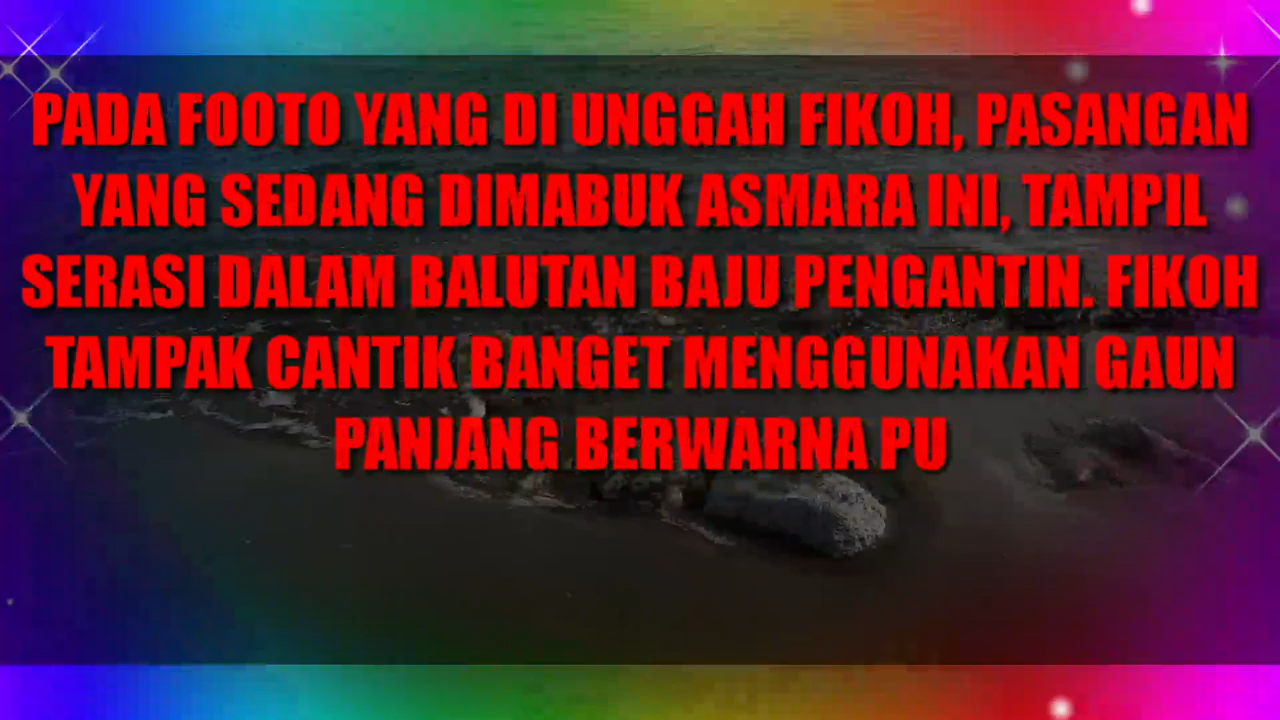 PADA FOOTO YANG DI UNGGAH FIKOH, PASANGAN
YANG SEDANG DIMABUK ASMARA INI, TAMPIL
SERASI DALAM BALUTAN BAJU PENGANTIN. FIKOH
TAMPAK CANTIK BANGET MENGGUNAKAN GAUN
PANJANG BERWARNA PU